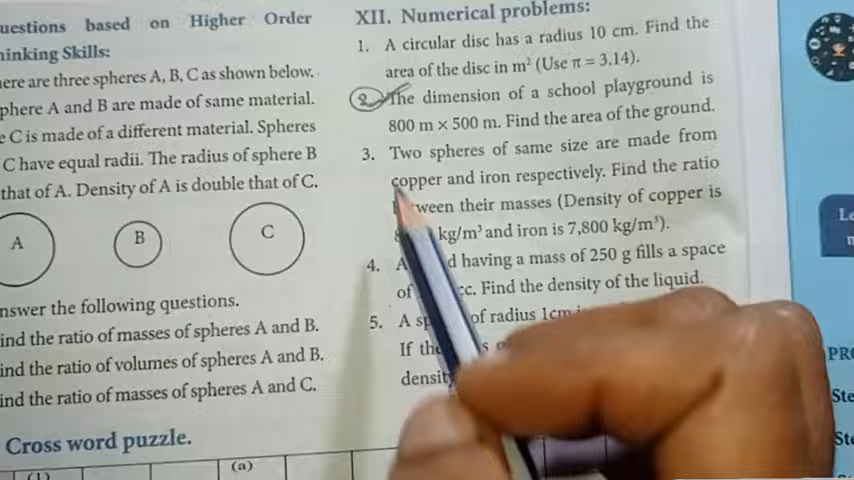 uestions based on Higher Order
hinking Skills:
here are three spheres A, B, C as shown below.
phere A and B are made of same material.
e C is made of a different material. Spheres
C have equal radii. The radius of sphere B
that of A. Density of A is double that of C.
A
B
C
nswer the following questions.
ind the ratio of masses of spheres A and B.
ind the ratio of volumes of spheres A and B.
ind the ratio of masses of spheres A and C.
Cross word puzzle.
(1)
(a)
XII. Numerical problems:
1. A circular disc has a radius 10 cm. Find the
area of the disc in m² (Use π = 3.14).
2. The dimension of a school playground is
800 m × 500 m. Find the area of the ground.
3. Two spheres of same size are made from
copper and iron respectively. Find the ratio
ween their masses (Density of copper is
kg/m³ and iron is 7,800 kg/m³).
4. A d having a mass of 250 g fills a space
of cc. Find the density of the liquid.
5. A sp of radius 1cm
If the
densit
PR
Ste
Ste